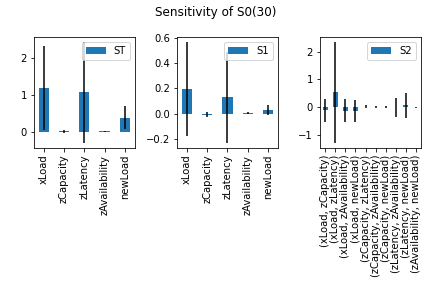 Sensitivity of S0(30)
ST
2
1
0
xLoad
zCapacity
zLatency
zAvailability
newLoad
S1
0.6
0.4
0.2
0.0
−0.2
xLoad
zCapacity
zLatency
zAvailability
newLoad
S2
2
1
0
−1
(xLoad, zCapacity)
(xLoad, zLatency)
(xLoad, zAvailability)
(xLoad, newLoad)
(zCapacity, zLatency)
(zCapacity, zAvailability)
(zCapacity, newLoad)
(zLatency, zAvailability)
(zLatency, newLoad)
(zAvailability, newLoad)